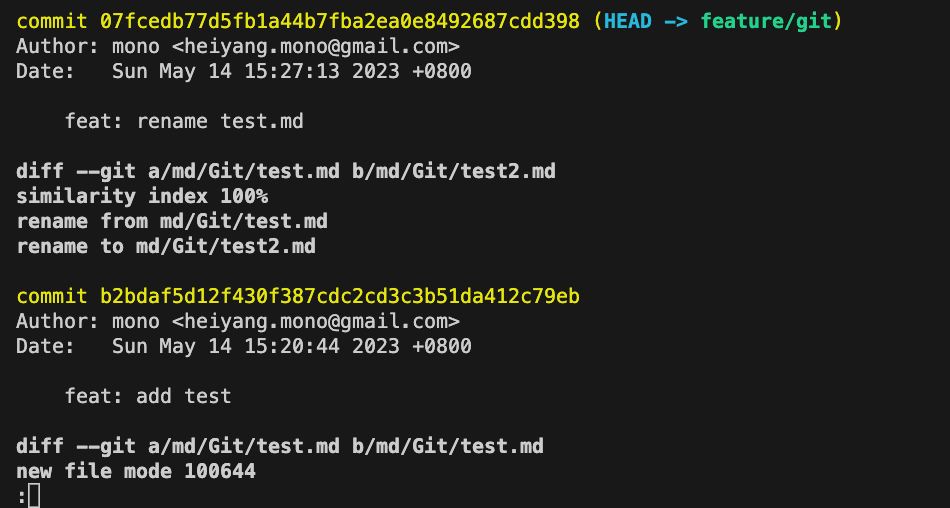 commit 07fcedb77d5fb1a44b7fba2ea0e8492687cdd398 (HEAD -> feature/git)
Author: mono <heiyang.mono@gmail.com>
Date:   Sun May 14 15:27:13 2023 +0800
feat: rename test.md
diff --git a/md/Git/test.md b/md/Git/test2.md
similarity index 100%
rename from md/Git/test.md
rename to md/Git/test2.md
commit b2bdaf5d12f430f387cdc2cd3c3b51da412c79eb
Author: mono <heiyang.mono@gmail.com>
Date:   Sun May 14 15:20:44 2023 +0800
feat: add test
diff --git a/md/Git/test.md b/md/Git/test.md
new file mode 100644
: